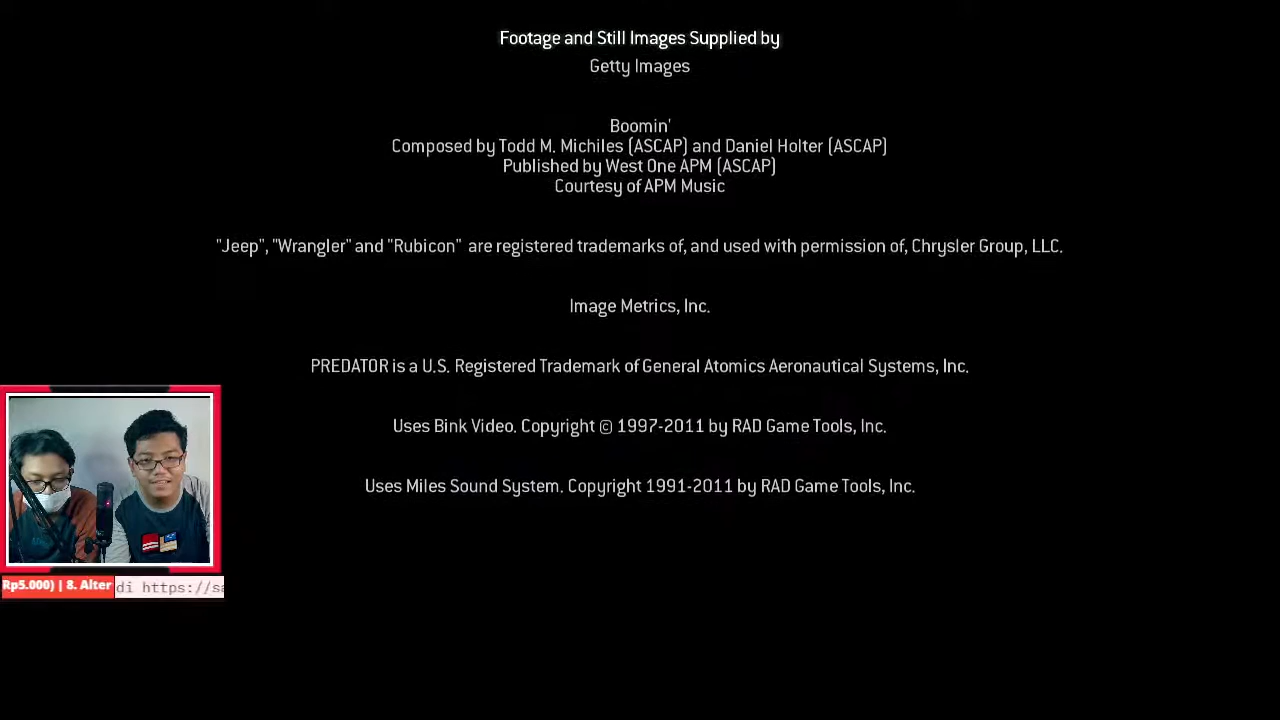 Footage and Still Images Supplied by
Getty Images
Boomin'
Composed by Todd M. Michiles (ASCAP) and Daniel Holter (ASCAP)
Published by West One APM (ASCAP)
Courtesy of APM Music
"Jeep", "Wrangler" and "Rubicon" are registered trademarks of, and used with permission of, Chrysler Group, LLC.
Image Metrics, Inc.
PREDATOR is a U.S. Registered Trademark of General Atomics Aeronautical Systems, Inc.
Uses Bink Video. Copyright © 1997-2011 by RAD Game Tools, Inc.
Uses Miles Sound System. Copyright 1991-2011 by RAD Game Tools, Inc.
Rp5.000) | 8. Alter di https://sa